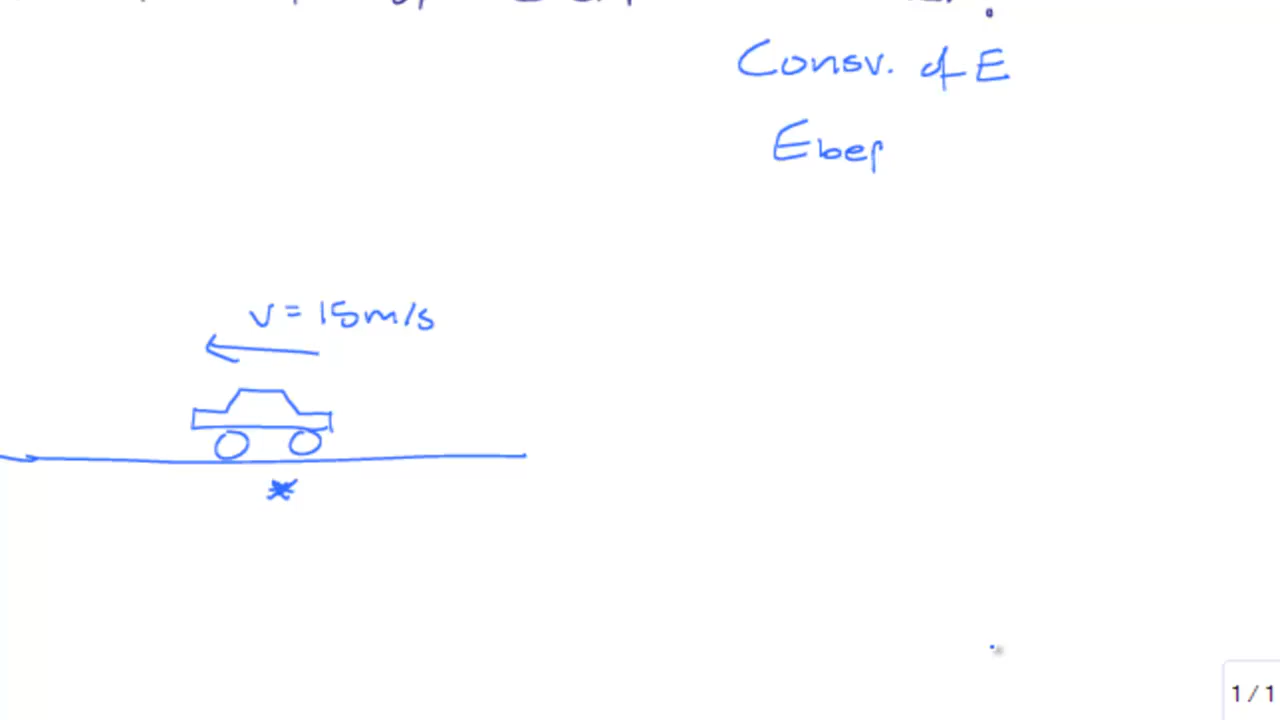 Consv. of E
Ebef
v = 15m/s
*
1/1